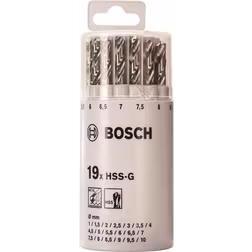 6 6,5 7 7,5 8
BOSCH
19x HSS-G
HSS
Ø mm
1 / 1,5 / 2 / 2,5 / 3 / 3,5 / 4
4,5 / 5 / 5,5 / 6 / 6,5 / 7
7,5 / 8 / 8,5 / 9 / 9,5 / 10